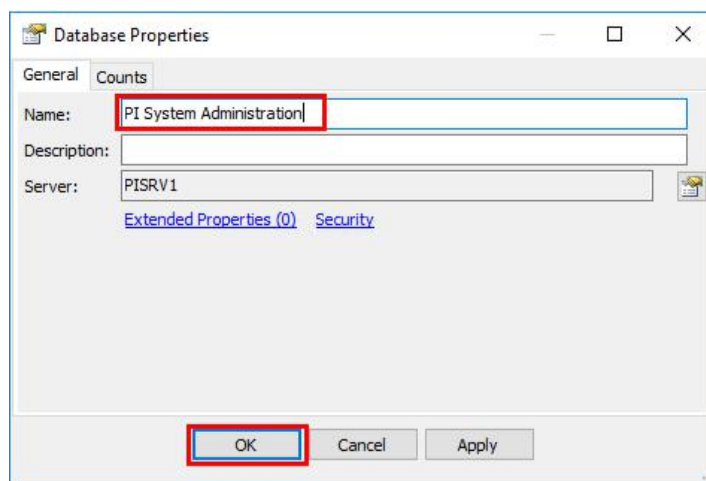 Database Properties
General Counts
Name: PI System Administration
Description:
Server: PISRV1
Extended Properties (0) Security
OK Cancel Apply